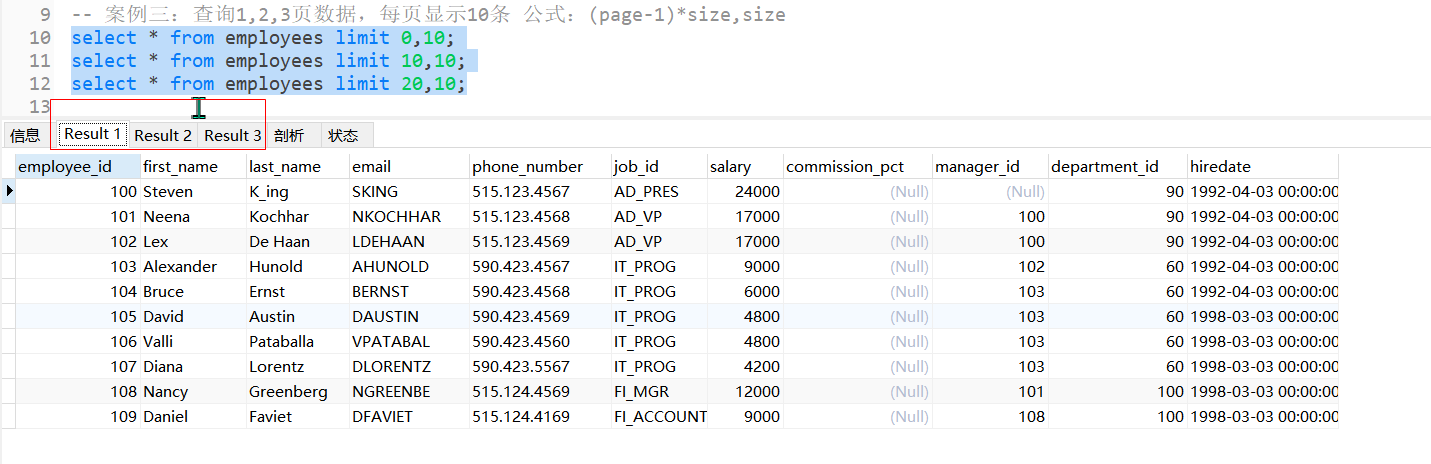 9 -- 案例三：查询1,2,3页数据，每页显示10条 公式：(page-1)*size,size
10 select * from employees limit 0,10;
11 select * from employees limit 10,10;
12 select * from employees limit 20,10;
13
信息 Result 1 Result 2 Result 3 剖析 状态
employee_id first_name last_name email phone_number job_id salary commission_pct manager_id department_id hiredate
100 Steven K_ing SKING 515.123.4567 AD_PRES 24000 (Null) (Null) 90 1992-04-03 00:00:00
101 Neena Kochhar NKOCHHAR 515.123.4568 AD_VP 17000 (Null) 100 90 1992-04-03 00:00:00
102 Lex De Haan LDEHAAN 515.123.4569 AD_VP 17000 (Null) 100 90 1992-04-03 00:00:00
103 Alexander Hunold AHUNOLD 590.423.4567 IT_PROG 9000 (Null) 102 60 1992-04-03 00:00:00
104 Bruce Ernst BERNST 590.423.4568 IT_PROG 6000 (Null) 103 60 1992-04-03 00:00:00
105 David Austin DAUSTIN 590.423.4569 IT_PROG 4800 (Null) 103 60 1998-03-03 00:00:00
106 Valli Pataballa VPATABAL 590.423.4560 IT_PROG 4800 (Null) 103 60 1998-03-03 00:00:00
107 Diana Lorentz DLORENTZ 590.423.5567 IT_PROG 4200 (Null) 103 60 1998-03-03 00:00:00
108 Nancy Greenberg NGREENBE 515.124.4569 FI_MGR 12000 (Null) 101 100 1998-03-03 00:00:00
109 Daniel Faviet DFAVIET 515.124.4169 FI_ACCOUNT 9000 (Null) 108 100 1998-03-03 00:00:00